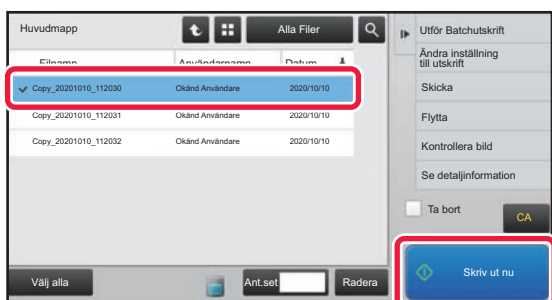 Huvudmapp
Alla Filer
Filnamn Användarnamn Datum
Copy_20201010_112030 Okänd Användare 2020/10/10
Copy_20201010_112031 Okänd Användare 2020/10/10
Copy_20201010_112032 Okänd Användare 2020/10/10
Välj alla
Ant.set
Radera
Utför Batchutskrift
Ändra inställning
till utskrift
Skicka
Flytta
Kontrollera bild
Se detaljinformation
Ta bort
CA
Skriv ut nu